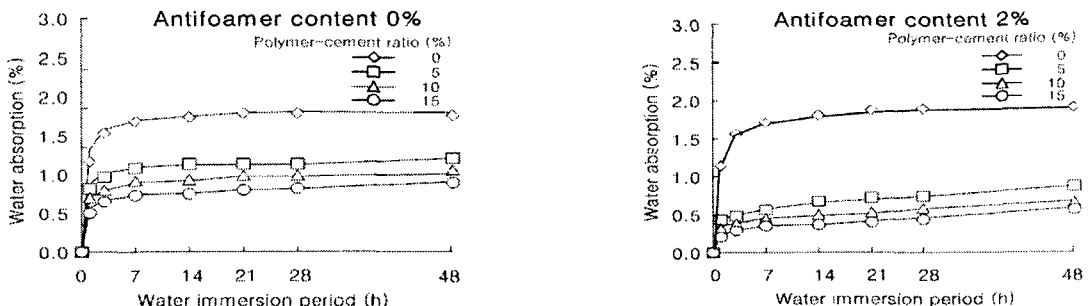 Antifoamer content 0%
Polymer-cement ratio (%)
0
5
10
15
3.0
2.5
2.0
1.5
1.0
0.5
0.0
Water absorption (%)
0 7 14 21 28 48
Water immersion period (h)
Antifoamer content 2%
Polymer-cement ratio (%)
0
5
10
15
3.0
2.5
2.0
1.5
1.0
0.5
0.0
Water absorption (%)
0 7 14 21 28 48
Water immersion period (h)